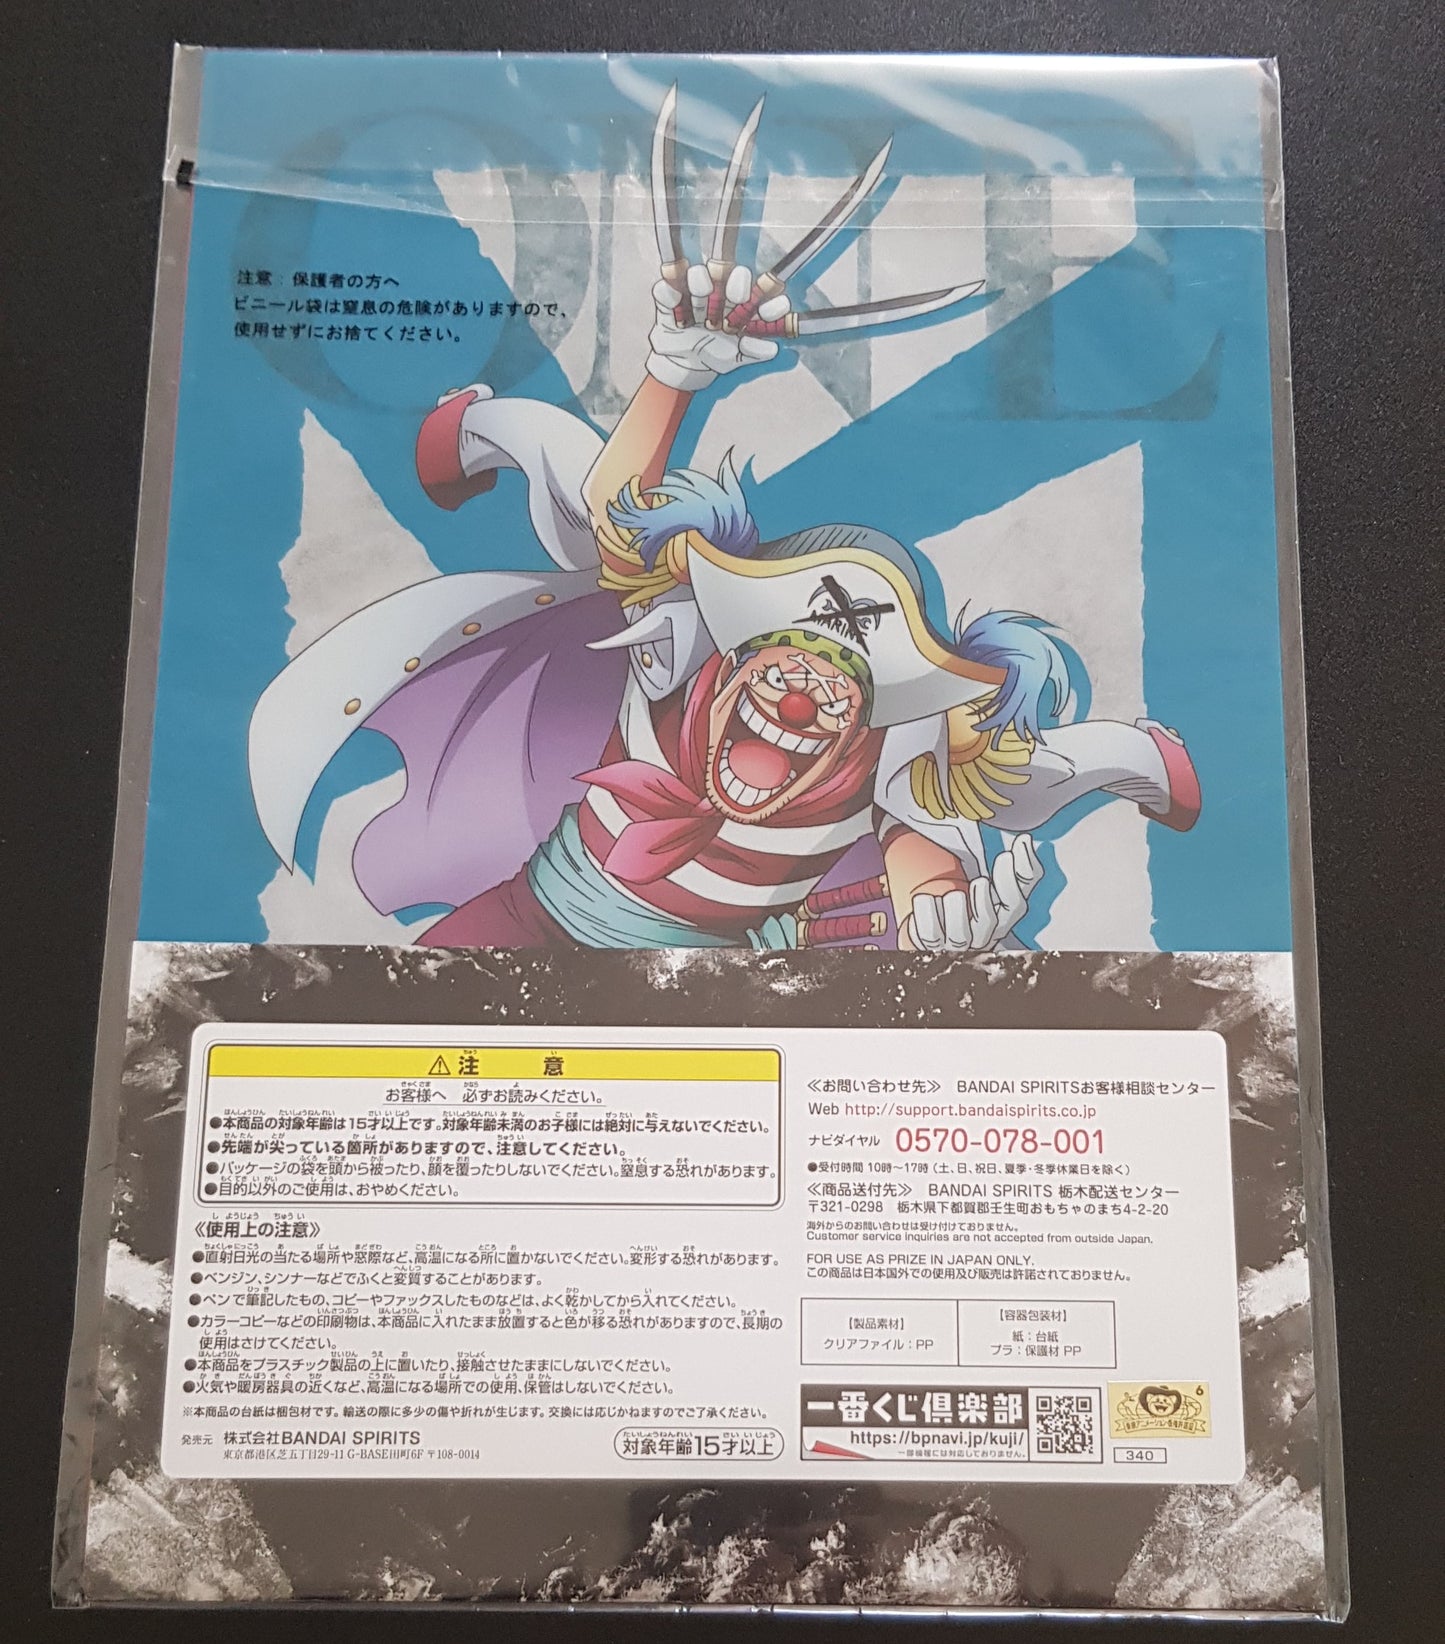 ONE
注意：保護者の方へ
ビニール袋は窒息の危険がありますので、
使用せずにお捨てください。
MARINE
⚠注意
お客様へ 必ずお読みください。
●本商品の対象年齢は15才以上です。対象年齢未満のお子様には絶対に与えないでください。
●先端が尖っている箇所がありますので、注意してください。
●パッケージの袋を頭から被ったり、顔を覆ったりしないでください。窒息する恐れがあります。
●目的以外のご使用は、おやめください。
≪使用上の注意≫
●直射日光の当たる場所や窓際など、高温になる所に置かないでください。変形する恐れがあります。
●ベンジン、シンナーなどでふくと変質することがあります。
●ペンで筆記したもの、コピーやファックスしたものなどは、よく乾かしてから入れてください。
●カラーコピーなどの印刷物は、本商品に入れたまま放置すると色が移る恐れがありますので、長期の
使用はさけてください。
●本商品をプラスチック製品の上に置いたり、接触させたままにしないでください。
●火気や暖房器具の近くなど、高温になる場所での使用、保管はしないでください。
※本商品の台紙は梱包材です。輸送の際に多少の傷や折れが生じます。交換には応じかねますのでご了承ください。
発売元 株式会社BANDAI SPIRITS
東京都港区芝五丁目29-11 G-BASE田町6F 〒108-0014
対象年齢15才以上
≪お問い合わせ先≫ BANDAI SPIRITSお客様相談センター
Web http://support.bandaispirits.co.jp
ナビダイヤル 0570-078-001
●受付時間 10時～17時（土、日、祝日、夏季・冬季休業日を除く）
≪商品送付先≫ BANDAI SPIRITS 栃木配送センター
〒321-0298 栃木県下都賀郡壬生町おもちゃのまち4-2-20
海外からのお問い合わせは受け付けておりません。
Customer service inquiries are not accepted from outside Japan.
FOR USE AS PRIZE IN JAPAN ONLY.
この商品は日本国外での使用及び販売は許諾されておりません。
【製品素材】
クリアファイル：PP
【容器包装材】
紙：台紙
プラ：保護材 PP
一番くじ倶楽部
https://bpnavi.jp/kuji/
一部機種には対応しておりません。
6
340